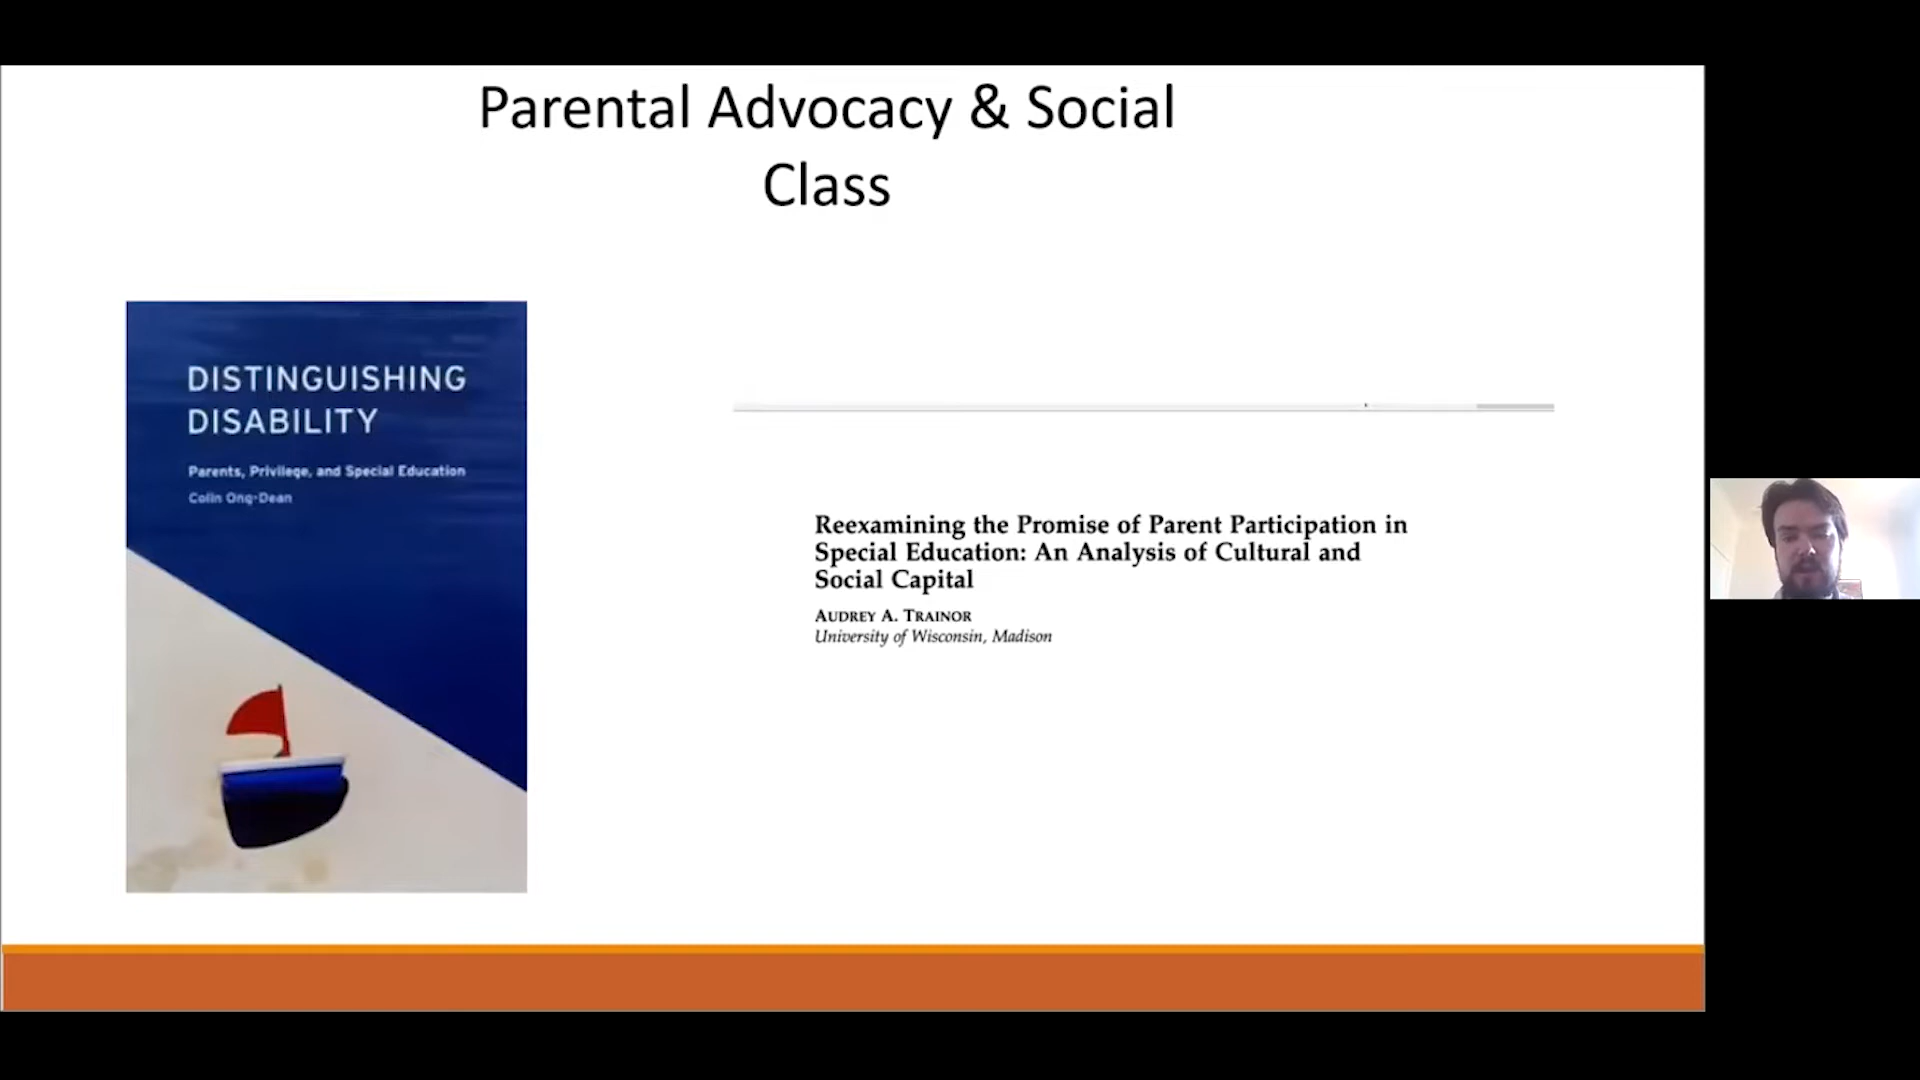 Parental Advocacy & Social
Class
DISTINGUISHING
DISABILITY
Parents, Privilege, and Special Education
Colin Ong-Dean
Reexamining the Promise of Parent Participation in
Special Education: An Analysis of Cultural and
Social Capital
AUDREY A. TRAINOR
University of Wisconsin, Madison